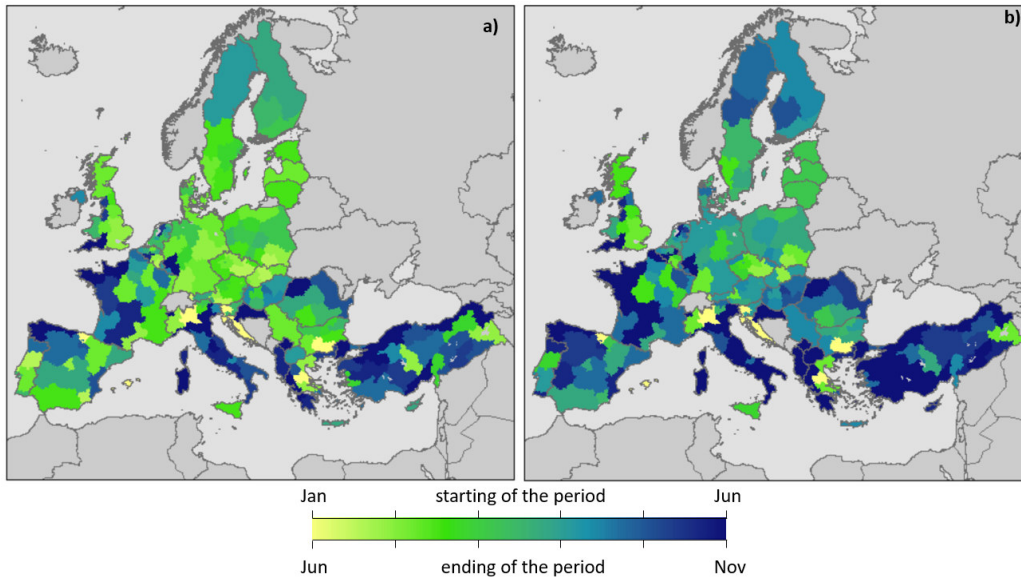 a)
b)
Jan starting of the period Jun
Jun ending of the period Nov